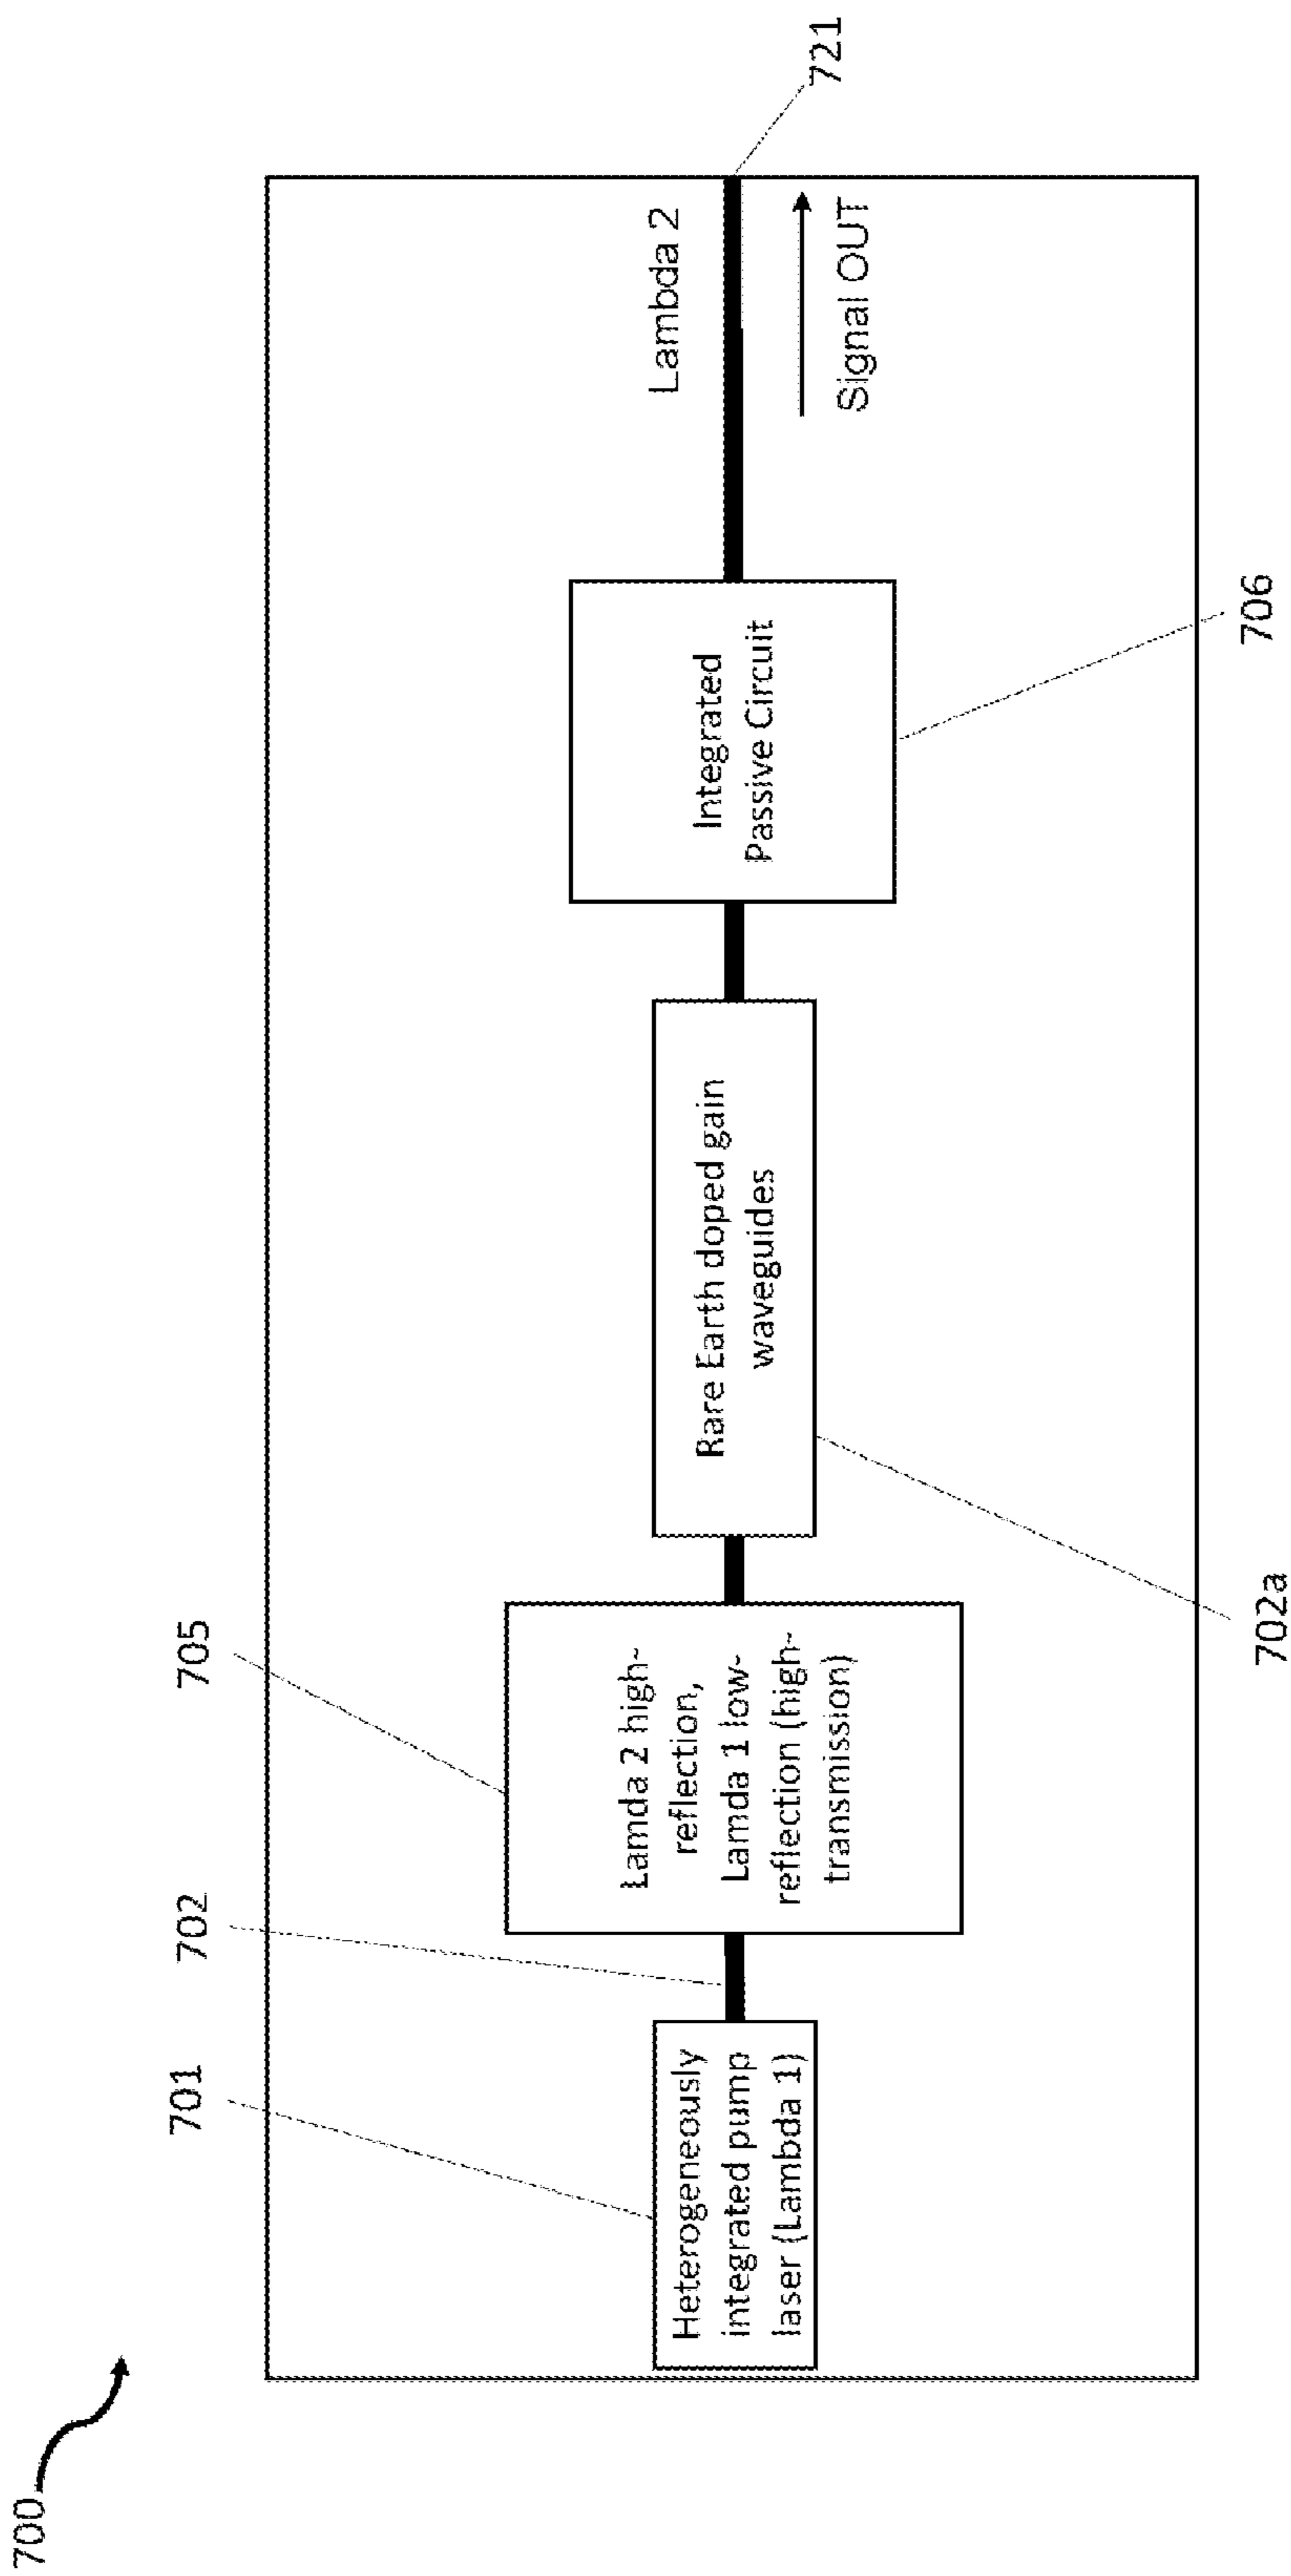 700
701
702
705
Heterogeneously
integrated pump
laser (Lambda 1)
Lamda 2 high-
reflection,
Lamda 1 low-
reflection (high-
transmission)
Rare Earth doped gain
waveguides
Integrated
Passive Circuit
Lambda 2
Signal OUT
702a
706
721